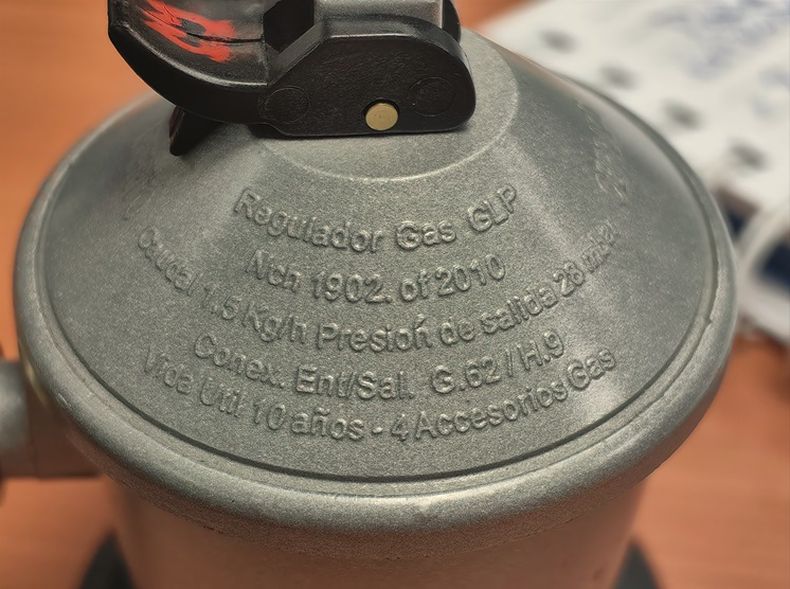 Regulador Gas GLP
Nch 1902. of 2010
Caudal 1.5 Kg/h Presión de salida 28 mbar
Conex. Ent/Sal. G.62 / H.9
Vida Util 10 años - 4 Accesorios Gas